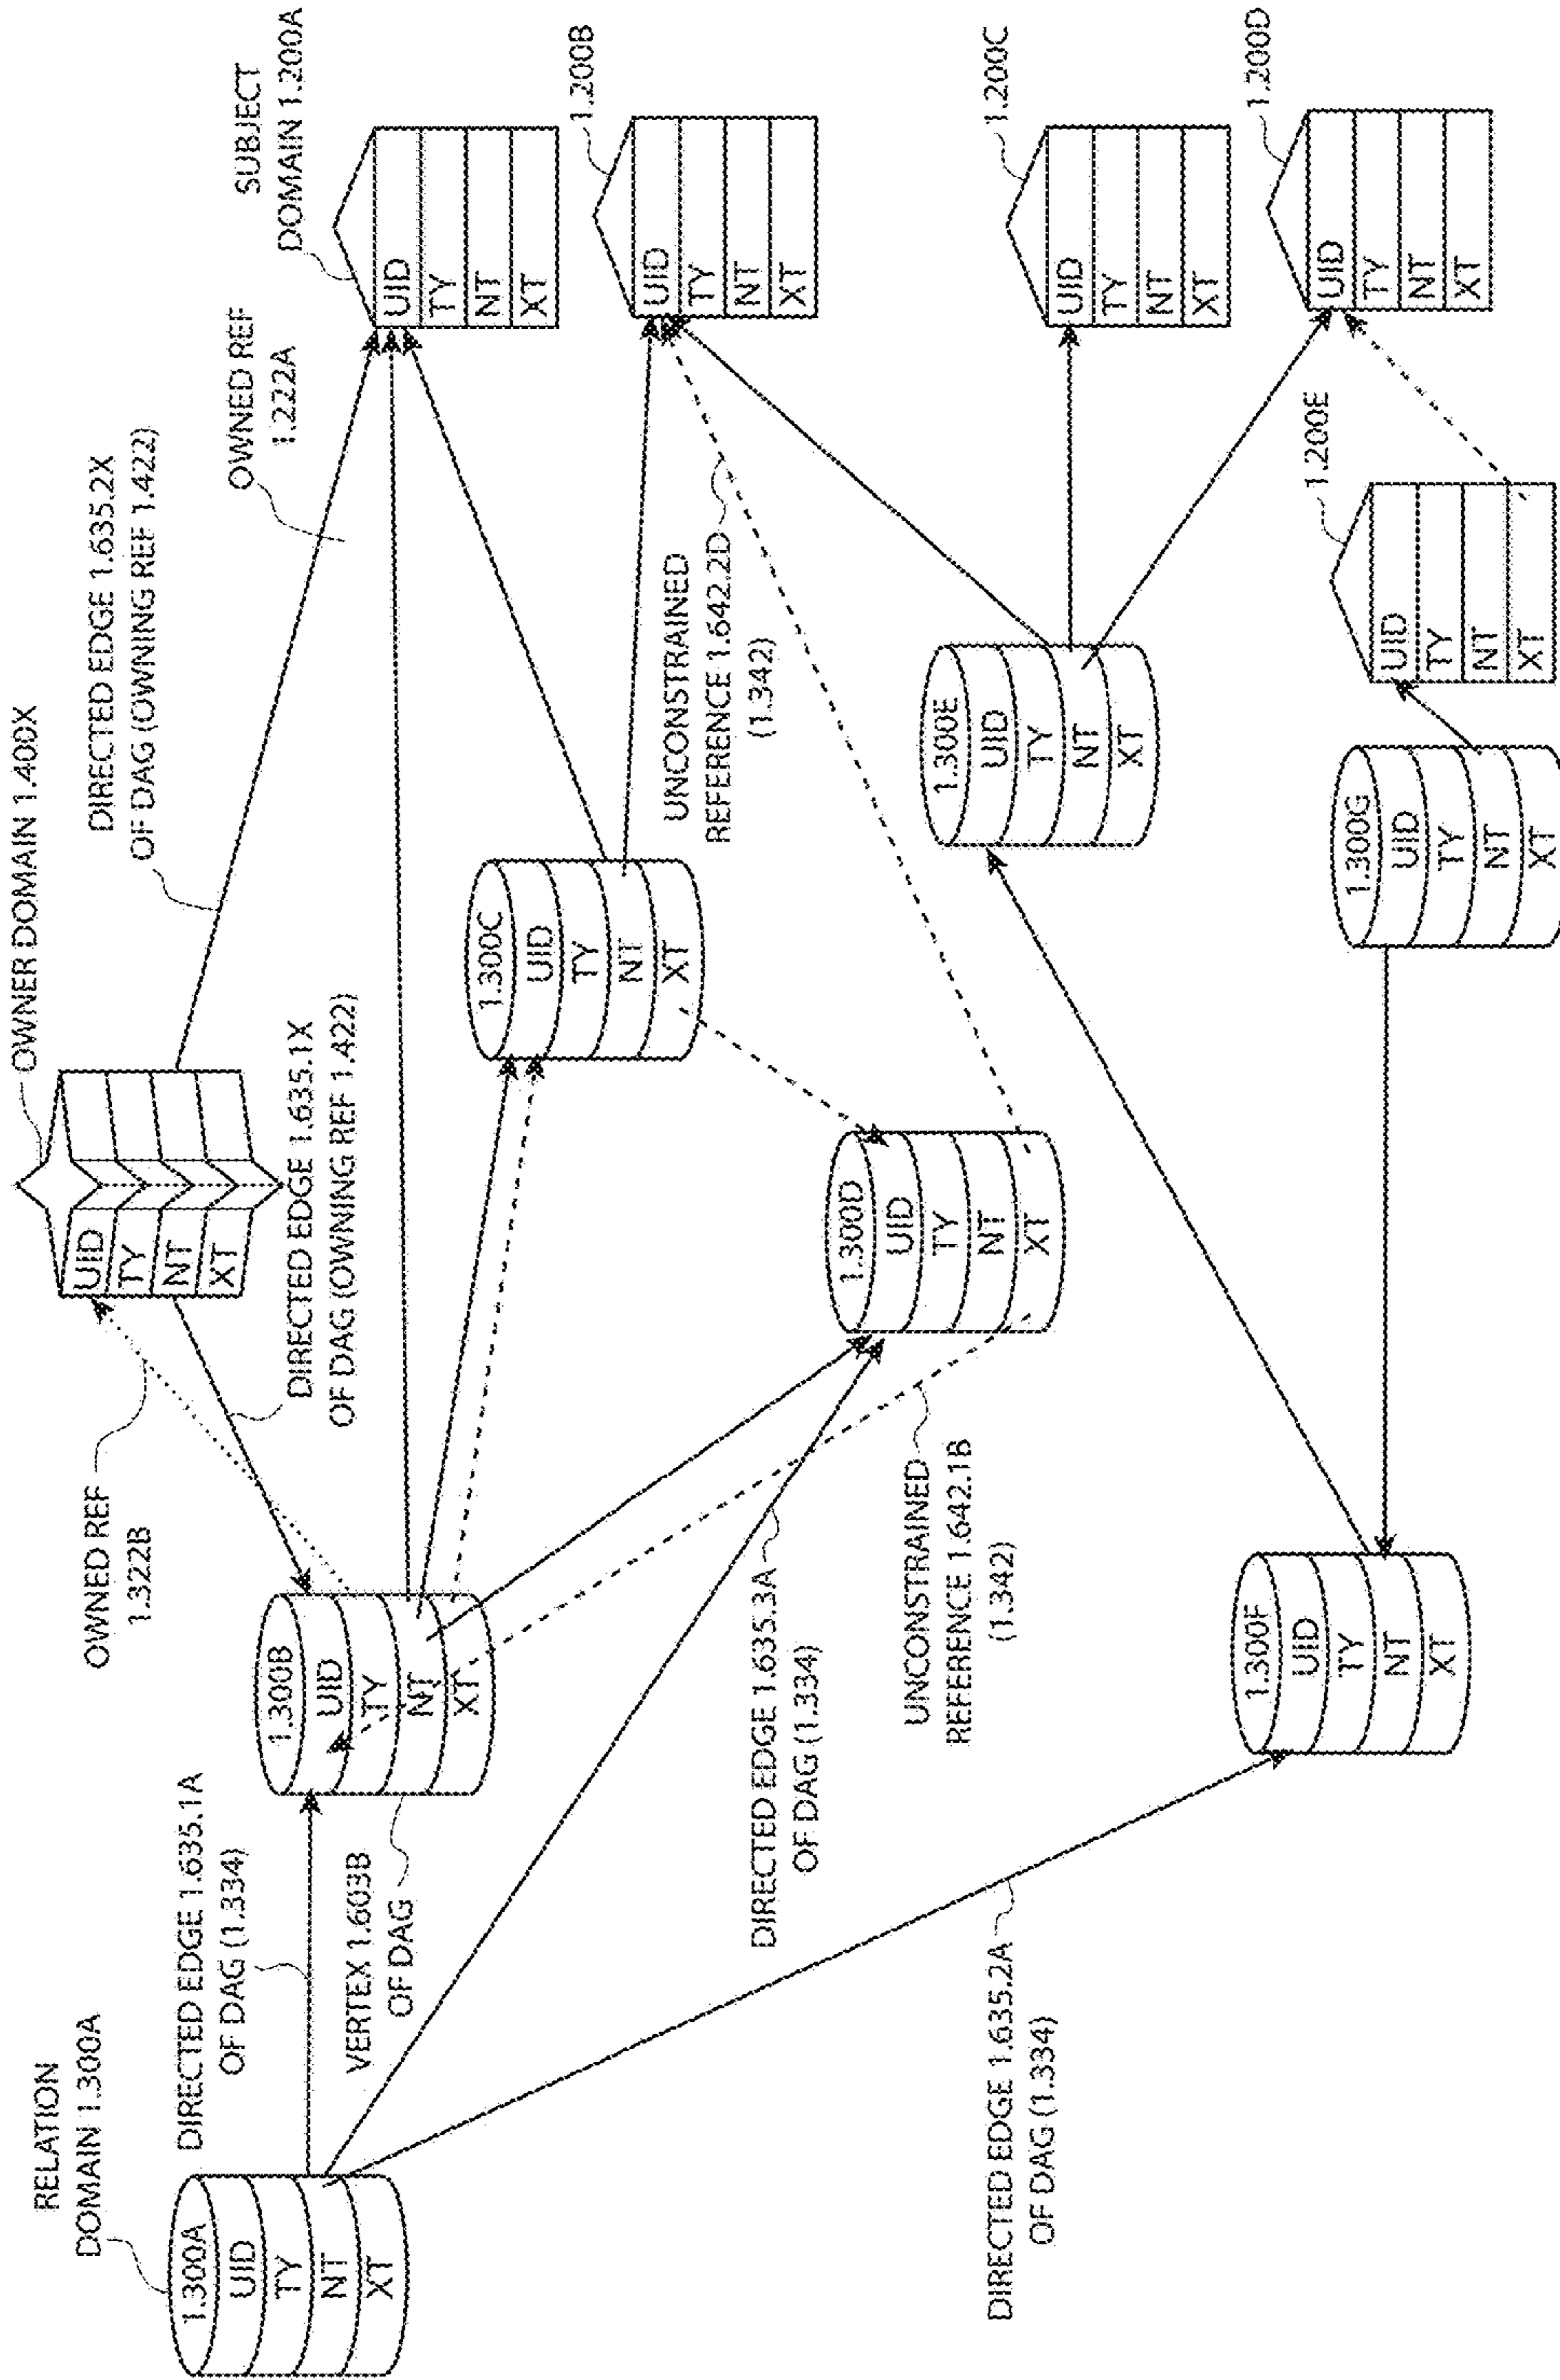 RELATION
DOMAIN 1.300A
1.300A
UID
TY
NT
XT
DIRECTED EDGE 1.635.1A
OF DAG (1.334)
VERTEX 1.603B
OF DAG
DIRECTED EDGE 1.635.3A
OF DAG (1.334)
DIRECTED EDGE 1.635.2A
OF DAG (1.334)
OWNED REF
1.322B
1.300B
UID
TY
NT
XT
UNCONSTRAINED
REFERENCE 1.642.1B
(1.342)
1.300F
UID
TY
NT
XT
OWNER DOMAIN 1.400X
UID
TY
NT
XT
DIRECTED EDGE 1.635.1X
OF DAG (OWNING REF 1.422)
1.300D
UID
TY
NT
XT
DIRECTED EDGE 1.635.2X
OF DAG (OWNING REF 1.422)
1.300C
UID
TY
NT
XT
UNCONSTRAINED
REFERENCE 1.642.2D
(1.342)
1.300E
UID
TY
NT
XT
1.300G
UID
TY
NT
XT
OWNED REF
1.222A
SUBJECT
DOMAIN 1.200A
UID
TY
NT
XT
1.200B
UID
TY
NT
XT
1.200C
UID
TY
NT
XT
1.200D
UID
TY
NT
XT
1.200E
UID
TY
NT
XT